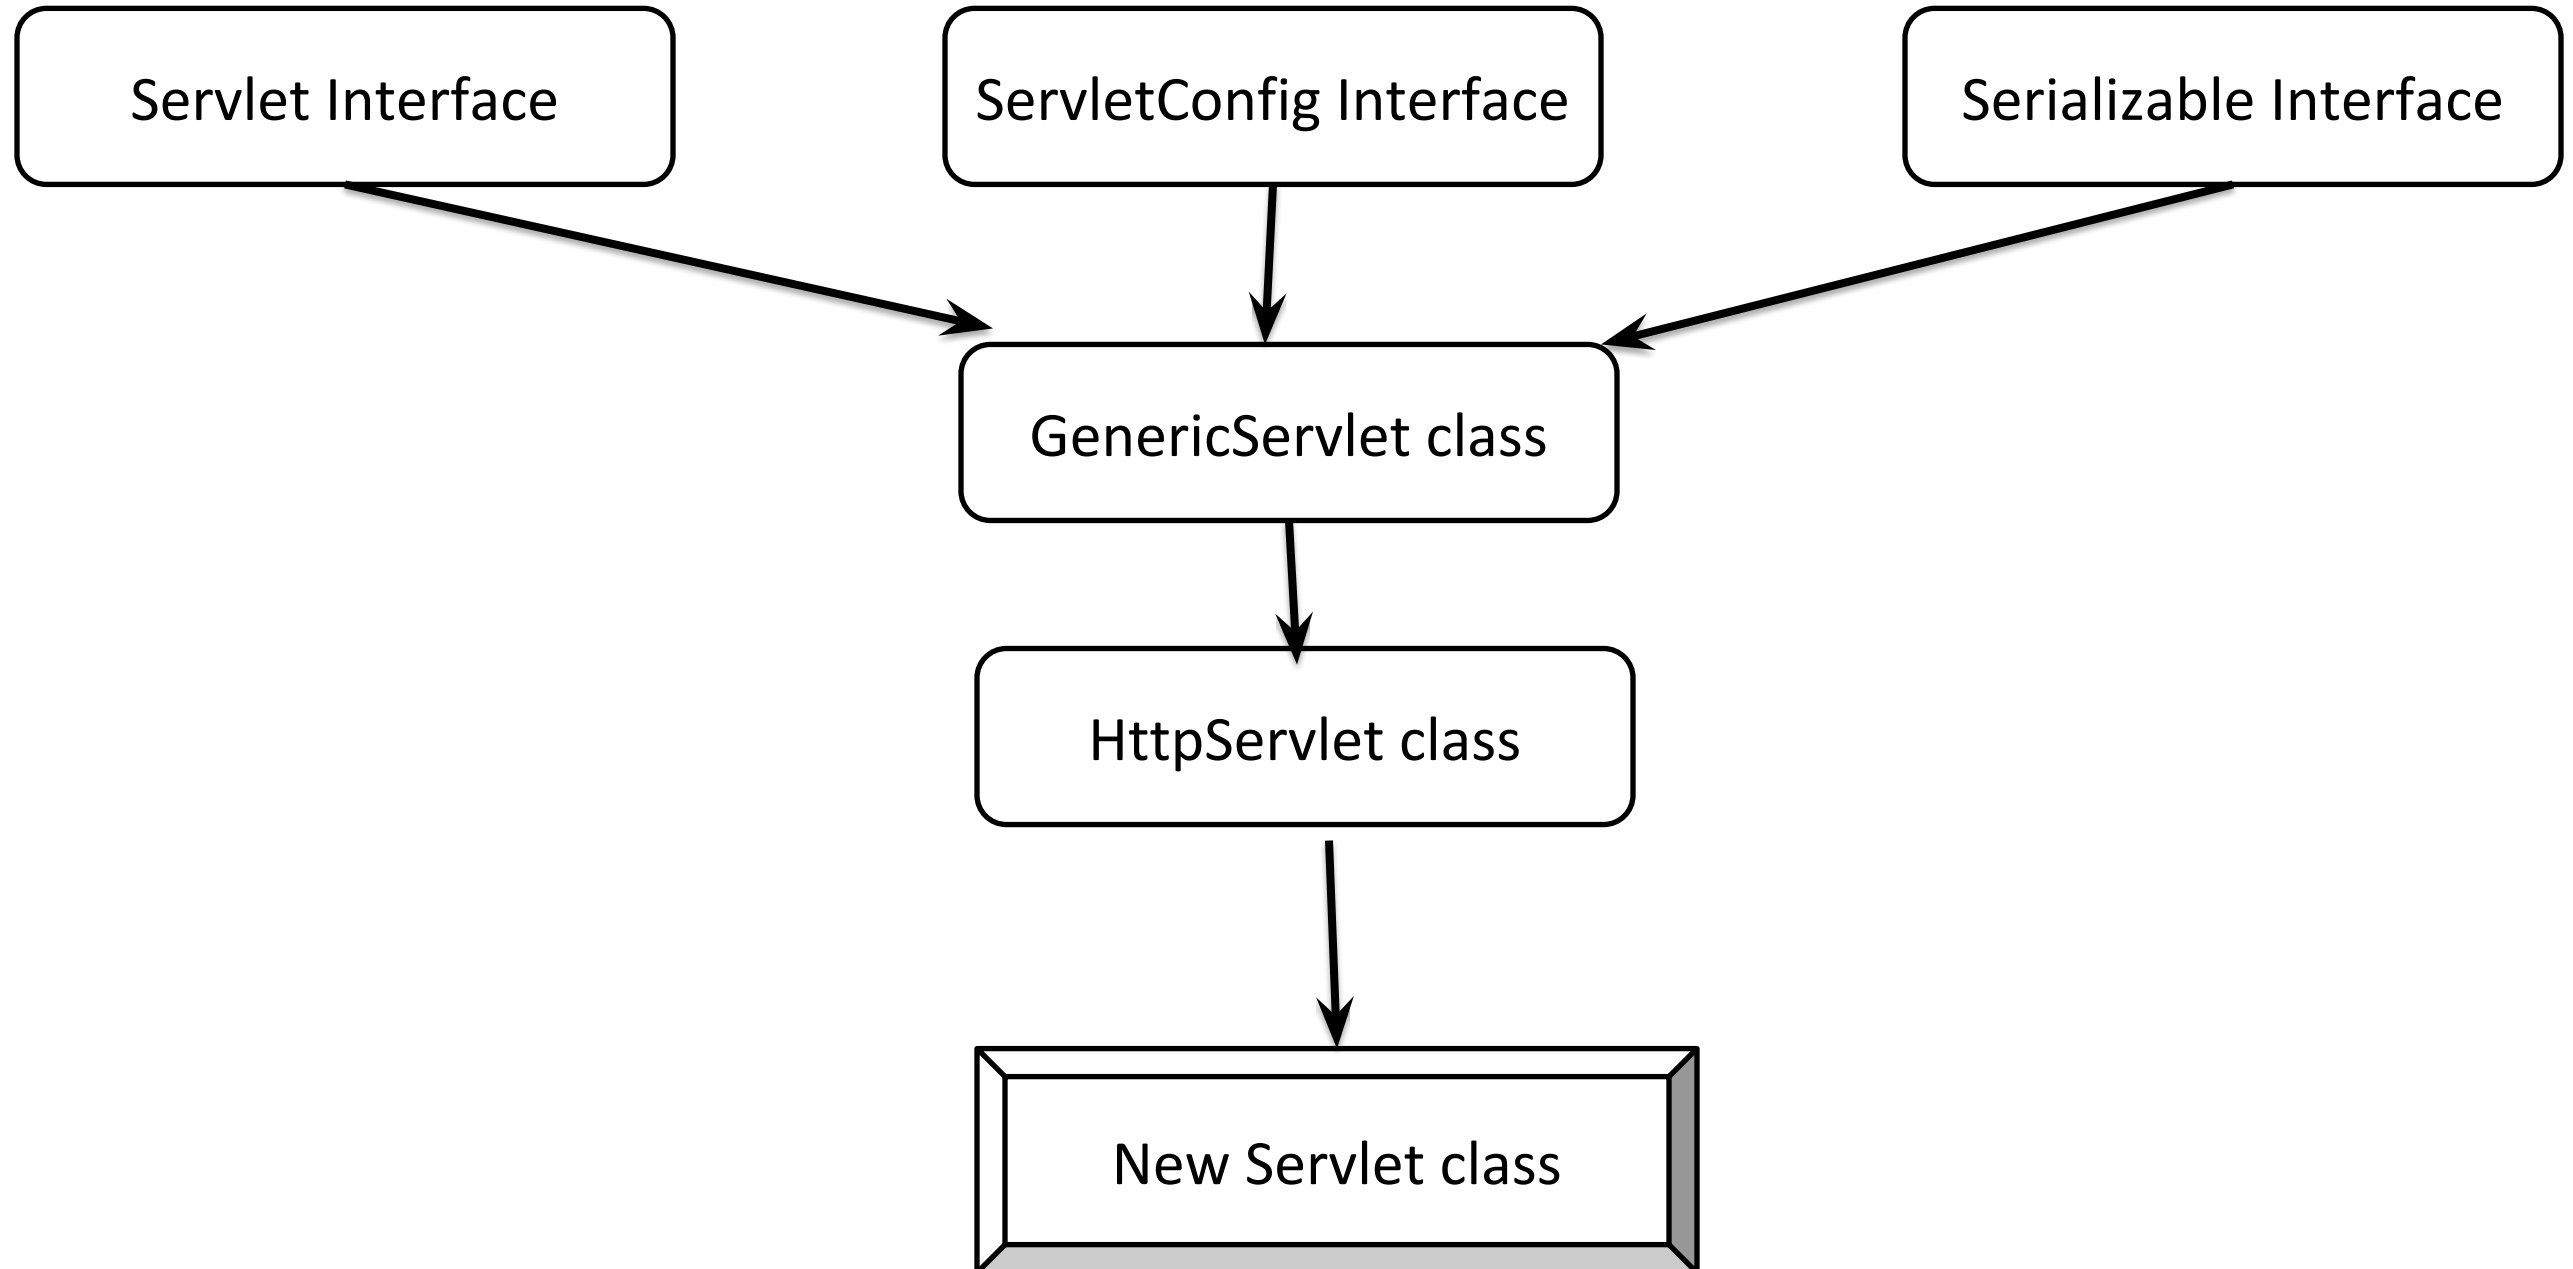 Servlet Interface
ServletConfig Interface
Serializable Interface
GenericServlet class
HttpServlet class
New Servlet class